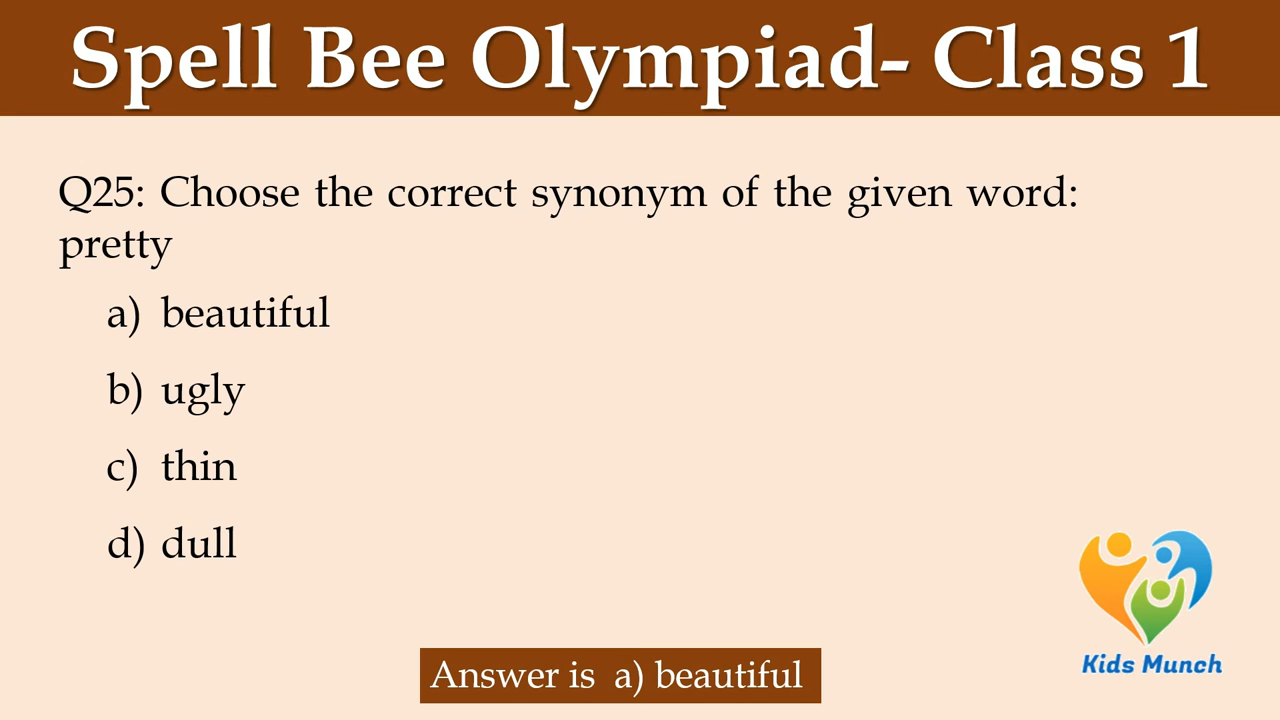 Spell Bee Olympiad- Class 1
Q25: Choose the correct synonym of the given word:
pretty
a) beautiful
b) ugly
c) thin
d) dull
Kids Munch
Answer is a) beautiful